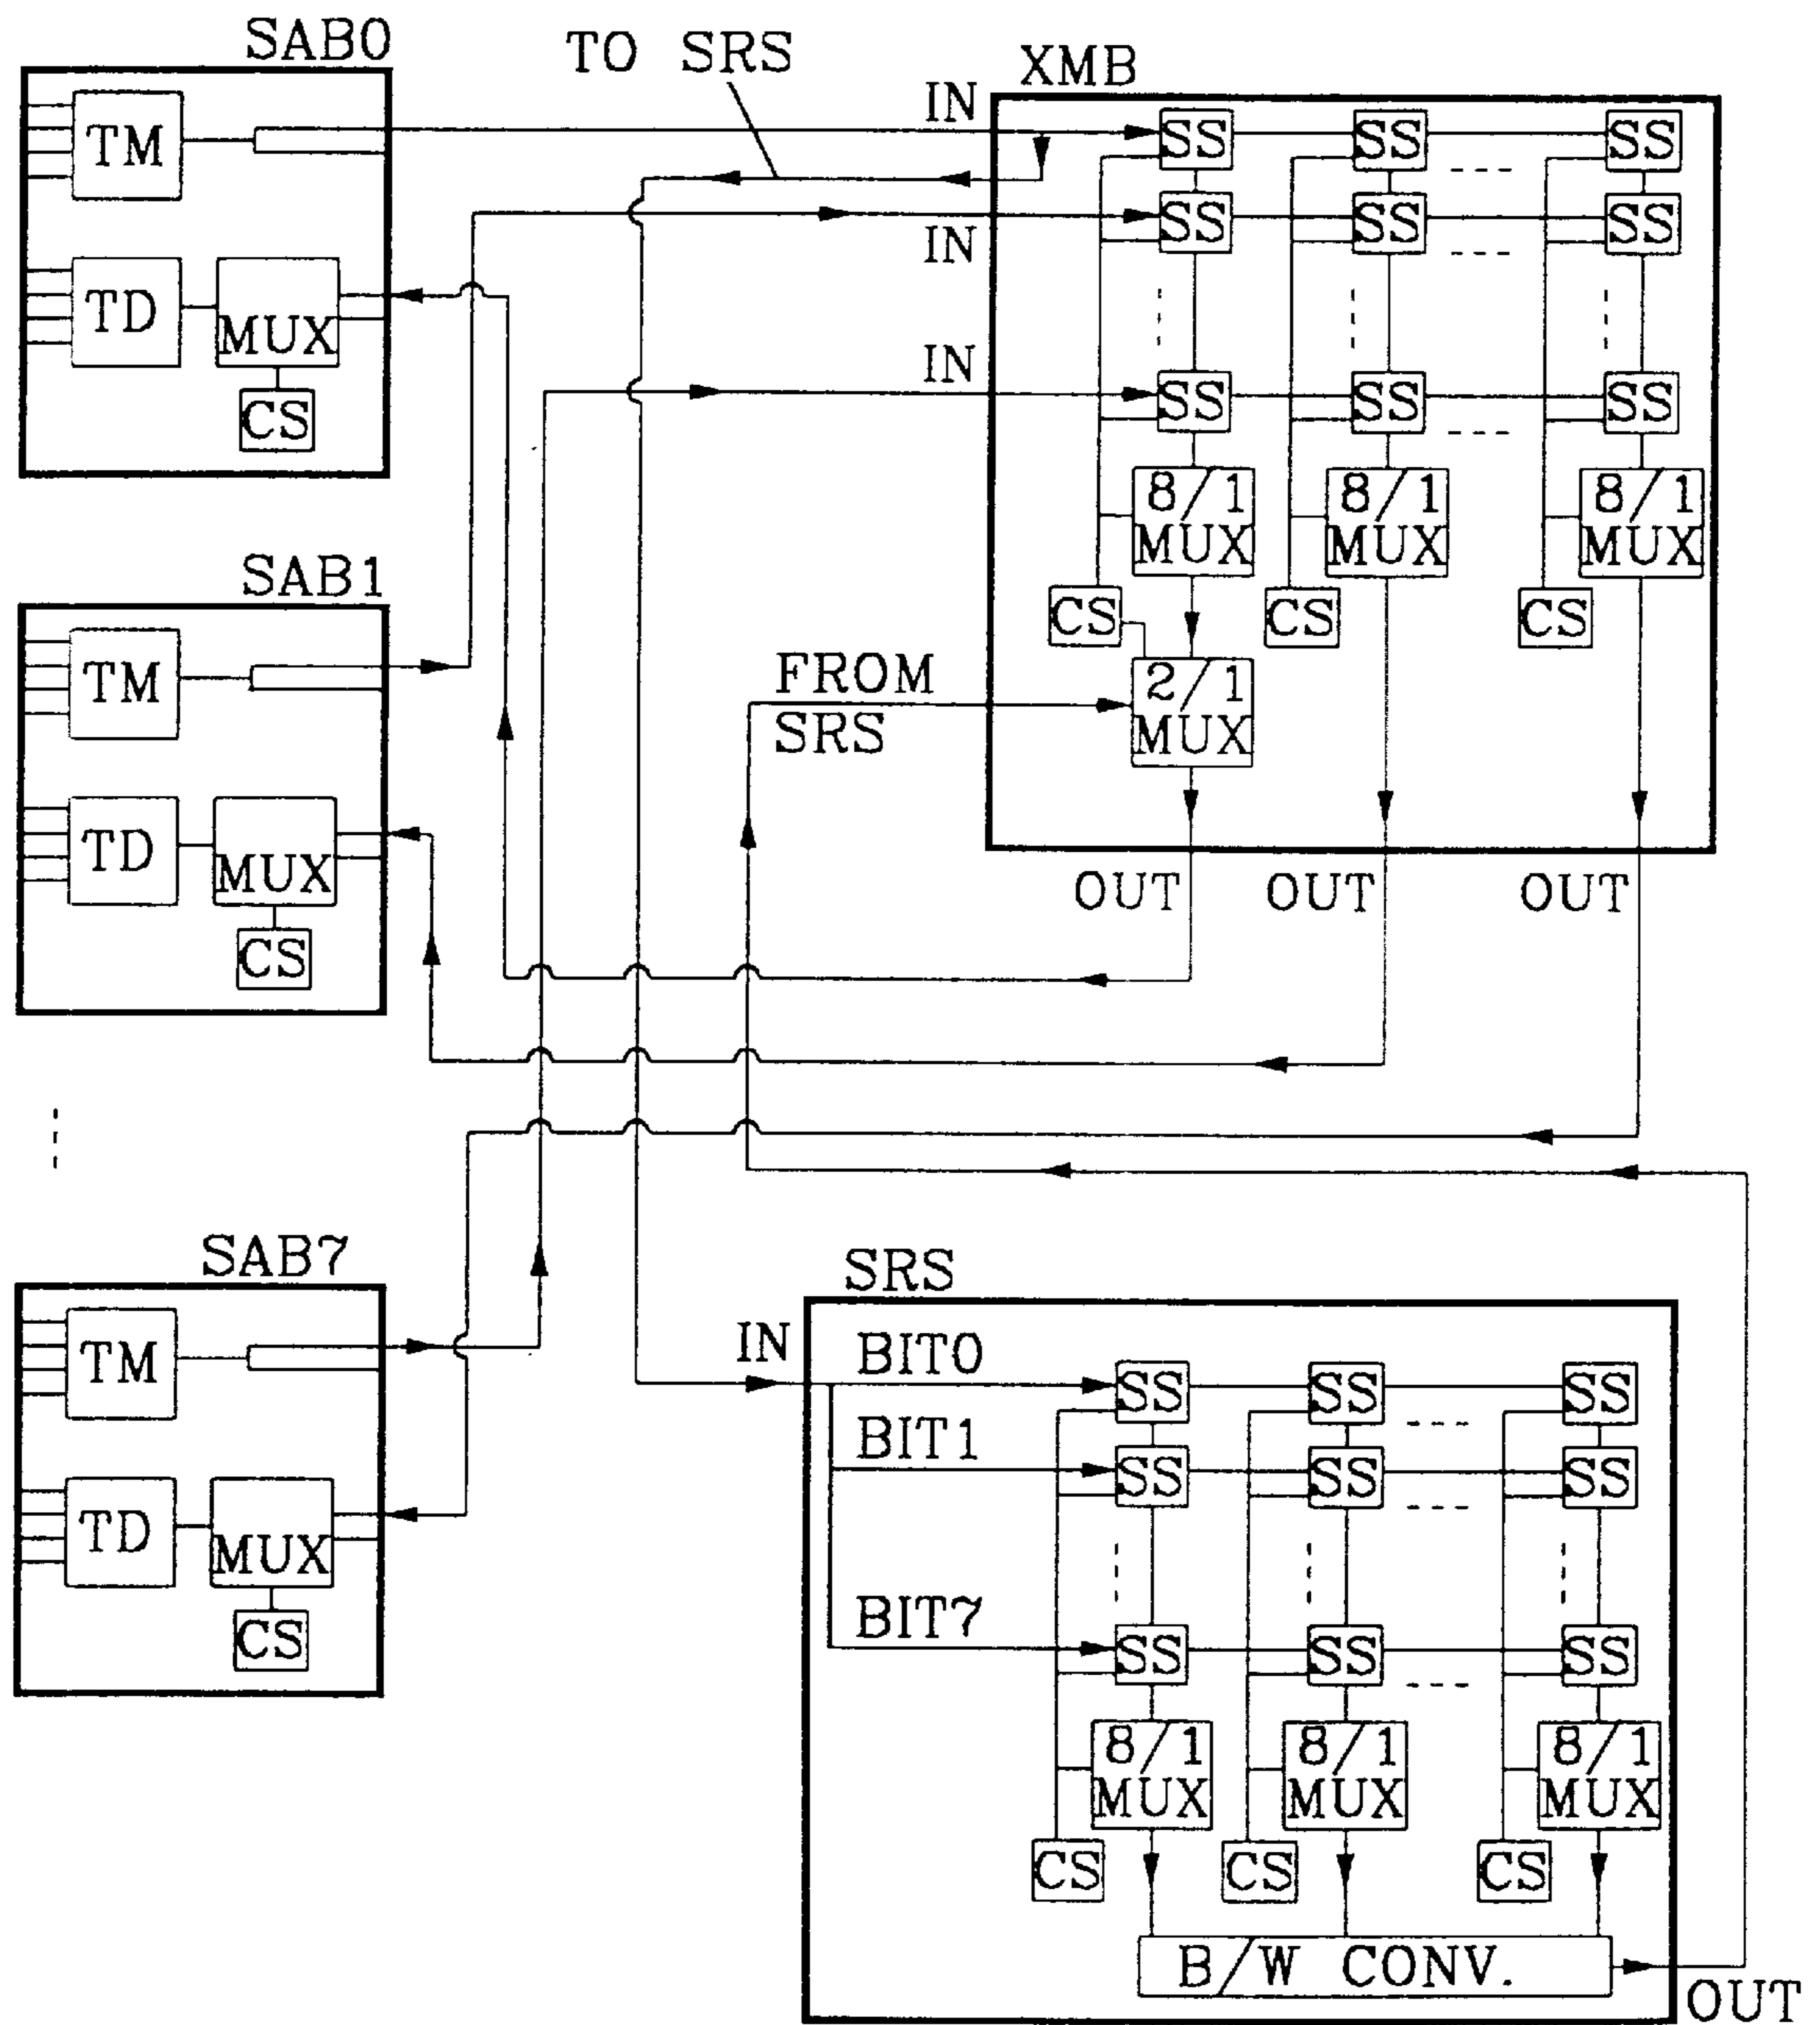 SAB0
TO SRS
XMB
IN
TM
SS SS SS
SS SS SS
IN
TD
MUX
IN
CS
SS SS SS
8/1
MUX
8/1
MUX
8/1
MUX
SAB1
CS CS CS
TM
FROM
SRS
2/1
MUX
TD
MUX
OUT OUT OUT
CS
SAB7
SRS
TM
IN
BIT0
SS SS SS
BIT1
SS SS SS
TD
MUX
CS
BIT7
SS SS SS
8/1
MUX
8/1
MUX
8/1
MUX
CS CS CS
B/W CONV.
OUT